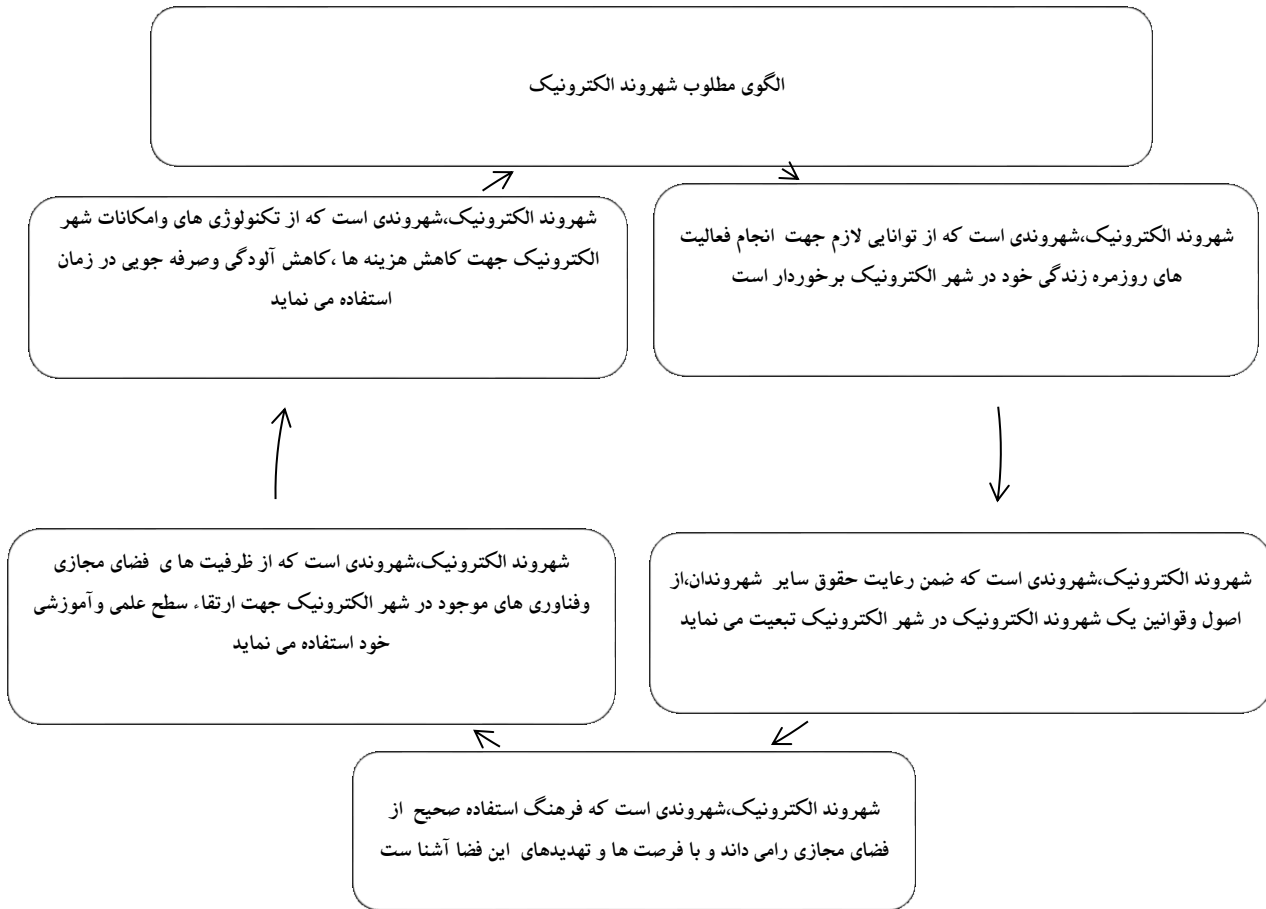 الگوی مطلوب شهروند الکترونیک
شهروند الکترونیک،شهروندی است که از توانایی لازم جهت انجام فعالیت
های روزمره زندگی خود در شهر الکترونیک برخوردار است
شهروند الکترونیک،شهروندی است که ضمن رعایت حقوق سایر شهروندان،از
اصول وقوانین یک شهروند الکترونیک در شهر الکترونیک تبعیت می نماید
شهروند الکترونیک،شهروندی است که فرهنگ استفاده صحیح از
فضای مجازی رامی داند و با فرصت ها و تهدیدهای این فضا آشنا ست
شهروند الکترونیک،شهروندی است که از ظرفیت ها ی فضای مجازی
وفناوری های موجود در شهر الکترونیک جهت ارتقاء سطح علمی وآموزشی
خود استفاده می نماید
شهروند الکترونیک،شهروندی است که از تکنولوژی های وامکانات شهر
الکترونیک جهت کاهش هزینه ها ،کاهش آلودگی وصرفه جویی در زمان
استفاده می نماید